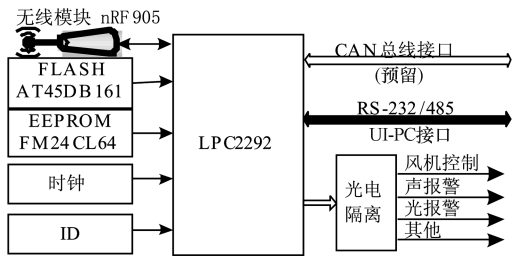 无线模块 nRF905
FLASH
AT45DB161
EEPROM
FM24CL64
时钟
ID
LPC2292
CAN总线接口
(预留)
RS-232/485
UI-PC接口
光电
隔离
风机控制
声报警
光报警
其他